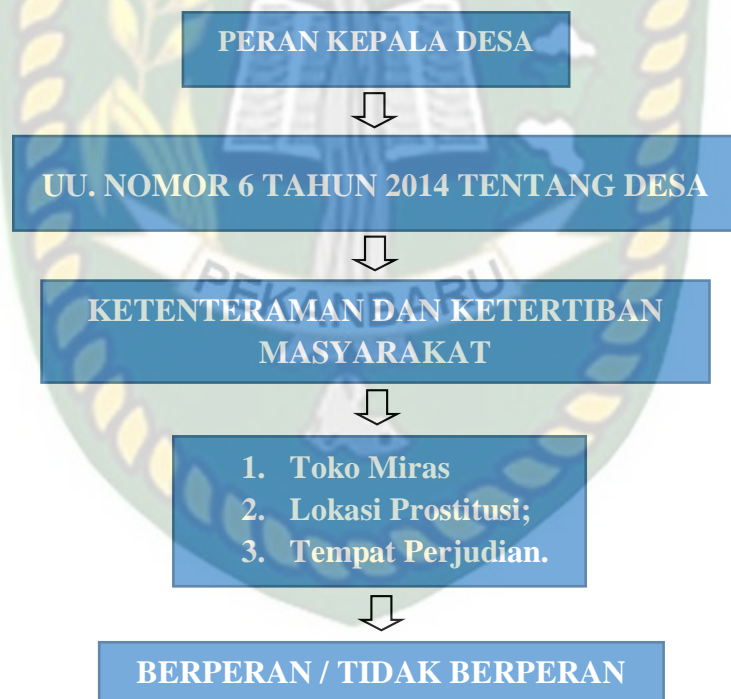 PERAN KEPALA DESA
UU. NOMOR 6 TAHUN 2014 TENTANG DESA
PEKANBARU
KETENTERAMAN DAN KETERTIBAN
MASYARAKAT
1. Toko Miras
2. Lokasi Prostitusi;
3. Tempat Perjudian.
BERPERAN / TIDAK BERPERAN